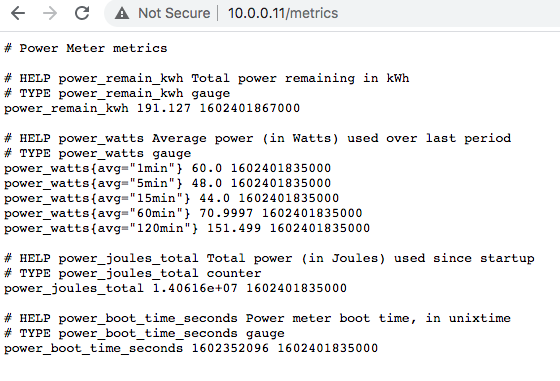 Not Secure | 10.0.0.11/metrics
# Power Meter metrics
# HELP power_remain_kwh Total power remaining in kWh
# TYPE power_remain_kwh gauge
power_remain_kwh 191.127 1602401867000
# HELP power_watts Average power (in Watts) used over last period
# TYPE power_watts gauge
power_watts{avg="1min"} 60.0 1602401835000
power_watts{avg="5min"} 48.0 1602401835000
power_watts{avg="15min"} 44.0 1602401835000
power_watts{avg="60min"} 70.9997 1602401835000
power_watts{avg="120min"} 151.499 1602401835000
# HELP power_joules_total Total power (in Joules) used since startup
# TYPE power_joules_total counter
power_joules_total 1.40616e+07 1602401835000
# HELP power_boot_time_seconds Power meter boot time, in unixtime
# TYPE power_boot_time_seconds gauge
power_boot_time_seconds 1602352096 1602401835000